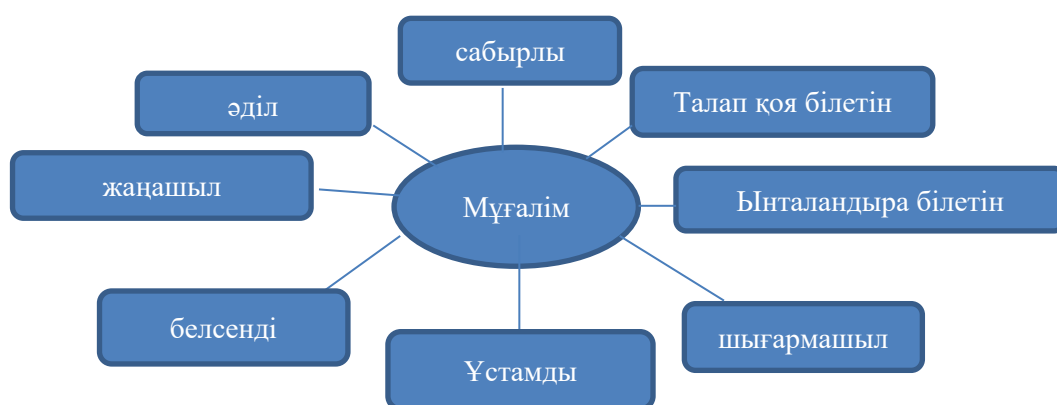 сабырлы
Талап қоя білетін
әділ
жаңашыл
Мұғалім
Ынталандыра білетін
белсенді
шығармашыл
Ұстамды